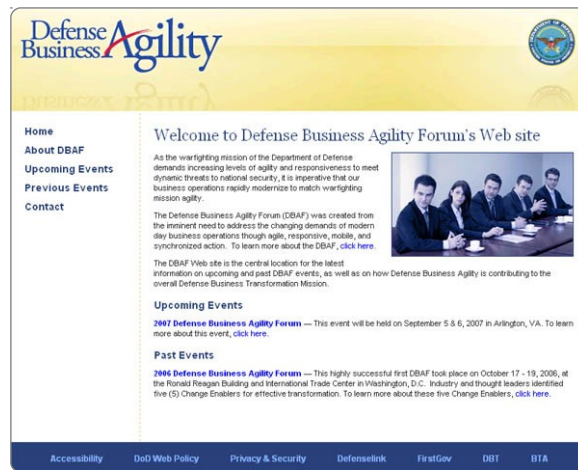 Defense
Business Agility
Home
About DBAF
Upcoming Events
Previous Events
Contact
Welcome to Defense Business Agility Forum's Web site
As the warfighting mission of the Department of Defense
demands increasing levels of agility and responsiveness to meet
dynamic threats to national security, it is imperative that our
business operations rapidly modernize to match warfighting
mission agility.
The Defense Business Agility Forum (DBAF) was created from
the imminent need to address the changing demands of modern
day business operations though agile, responsive, mobile, and
synchronized action. To learn more about the DBAF, click here.
The DBAF Web site is the central location for the latest
information on upcoming and past DBAF events, as well as on how Defense Business Agility is contributing to the
overall Defense Business Transformation Mission.
Upcoming Events
2007 Defense Business Agility Forum — This event will be held on September 5 & 6, 2007 in Arlington, VA. To learn
more about this event, click here.
Past Events
2006 Defense Business Agility Forum — This highly successful first DBAF took place on October 17 - 19, 2006, at
the Ronald Reagan Building and International Trade Center in Washington, D.C. Industry and thought leaders identified
five (5) Change Enablers for effective transformation. To learn more about these five Change Enablers, click here.
Accessibility DoD Web Policy Privacy & Security Defenselink FirstGov DBT BTA